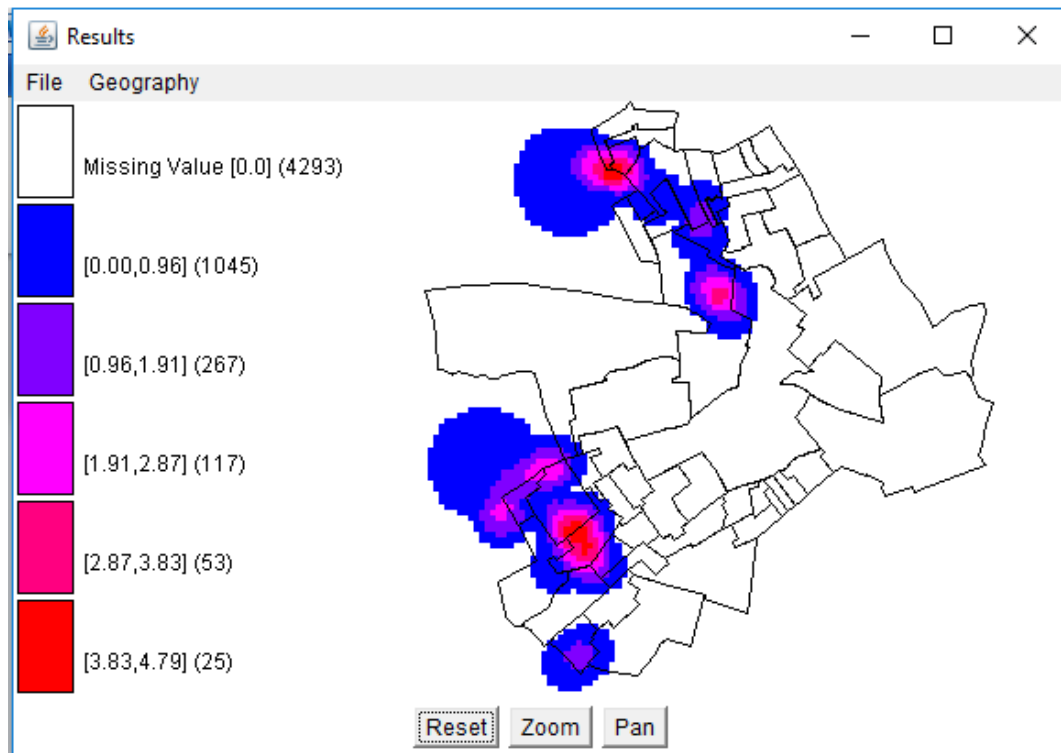 Results
File Geography
Missing Value [0.0] (4293)
[0.00,0.96] (1045)
[0.96,1.91] (267)
[1.91,2.87] (117)
[2.87,3.83] (53)
[3.83,4.79] (25)
Reset Zoom Pan